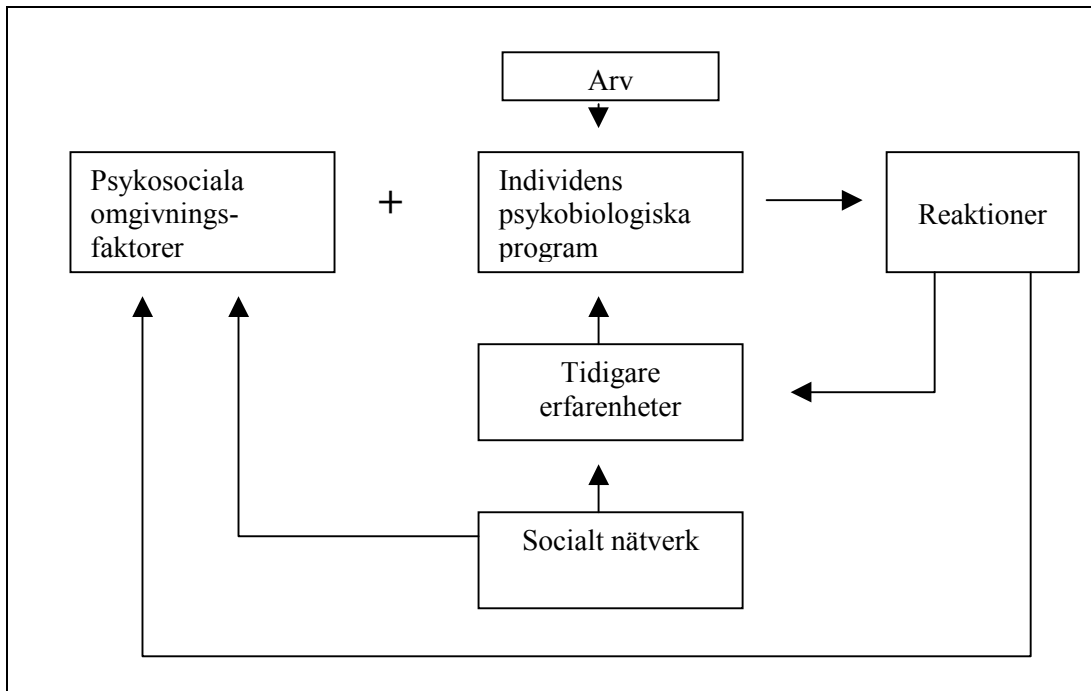 Arv
Psykosociala
omgivnings-
faktorer
+
Individens
psykobiologiska
program
Reaktioner
Tidigare
erfarenheter
Socialt nätverk